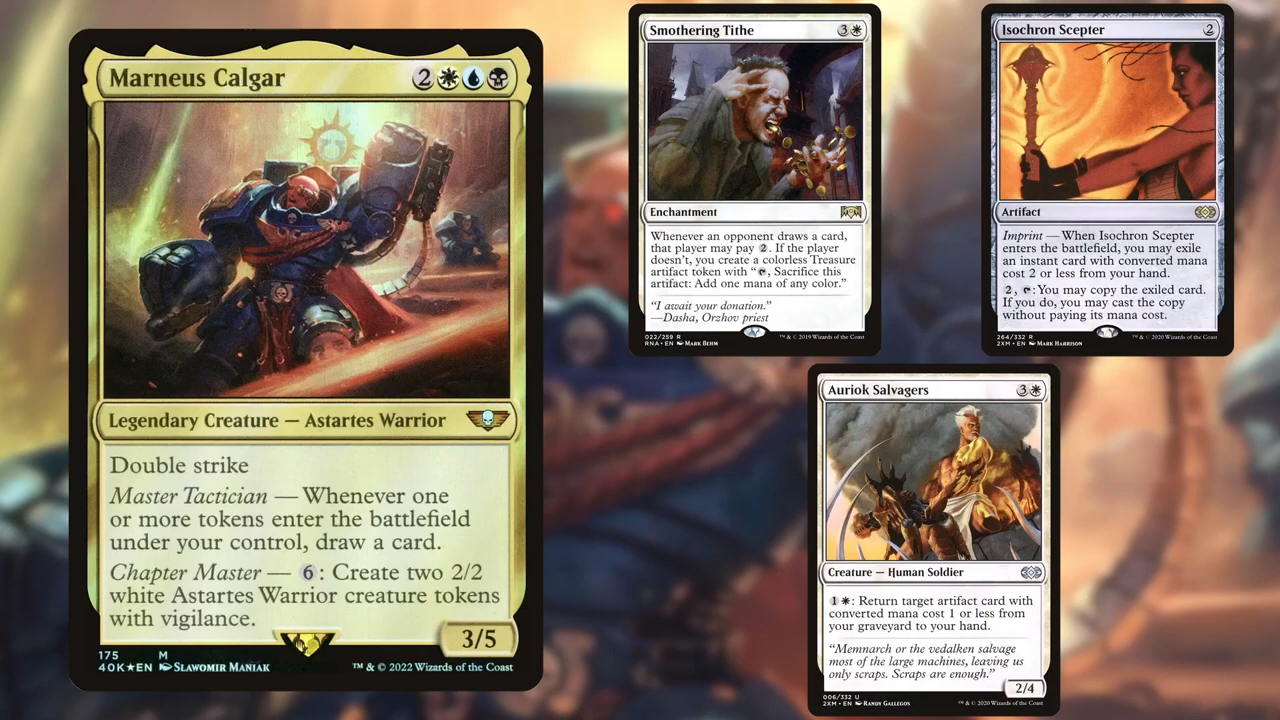 Marneus Calgar 2
Legendary Creature — Astartes Warrior
Double strike
Master Tactician — Whenever one
or more tokens enter the battlefield
under your control, draw a card.
Chapter Master — 6: Create two 2/2
white Astartes Warrior creature tokens
with vigilance.
3/5
175 M
40K★EN Slawomir Maniak ™ & © 2022 Wizards of the Coast
Smothering Tithe 3
Enchantment
Whenever an opponent draws a card,
that player may pay 2. If the player
doesn't, you create a colorless Treasure
artifact token with “, Sacrifice this
artifact: Add one mana of any color.”
“I await your donation.”
—Dasha, Orzhov priest
022/259 R
RNA • EN Mark Behm ™ & © 2019 Wizards of the Coast
Isochron Scepter 2
Artifact
Imprint — When Isochron Scepter
enters the battlefield, you may exile
an instant card with converted mana
cost 2 or less from your hand.
2, : You may copy the exiled card.
If you do, you may cast the copy
without paying its mana cost.
264/332 R
2XM • EN Mark Harrison ™ & © 2020 Wizards of the Coast
Auriok Salvagers 3
Creature — Human Soldier
1: Return target artifact card with
converted mana cost 1 or less from
your graveyard to your hand.
“Memnarch or the vedalken salvage
most of the large machines, leaving us
only scraps. Scraps are enough.”
2/4
006/332 U
2XM • EN Randy Gallegos ™ & © 2020 Wizards of the Coast